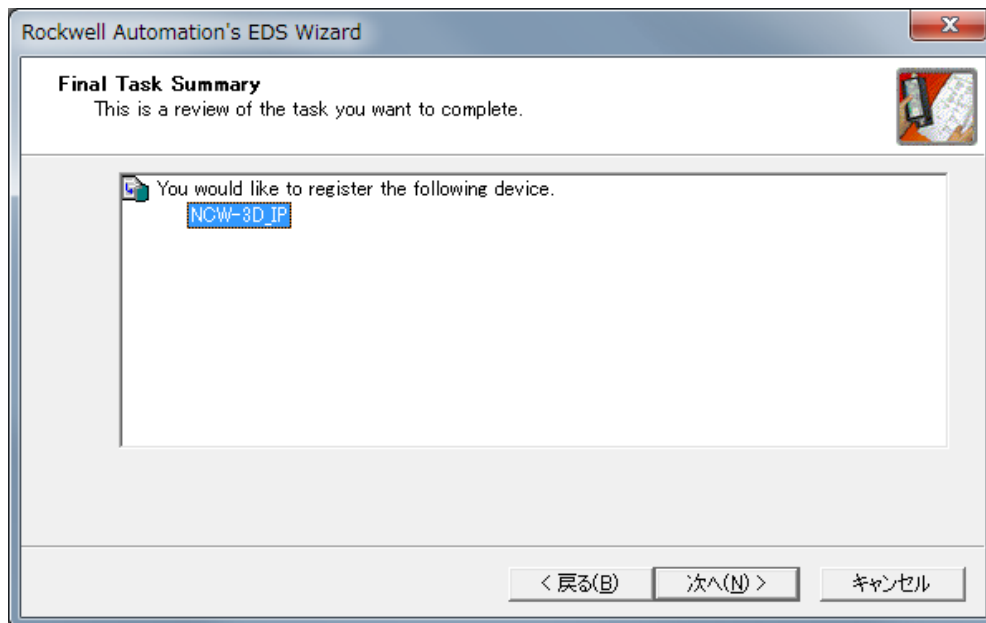 Rockwell Automation's EDS Wizard
Final Task Summary
This is a review of the task you want to complete.
You would like to register the following device.
NCW-3D_IP
< 戻る(B)
次へ(N) >
キャンセル